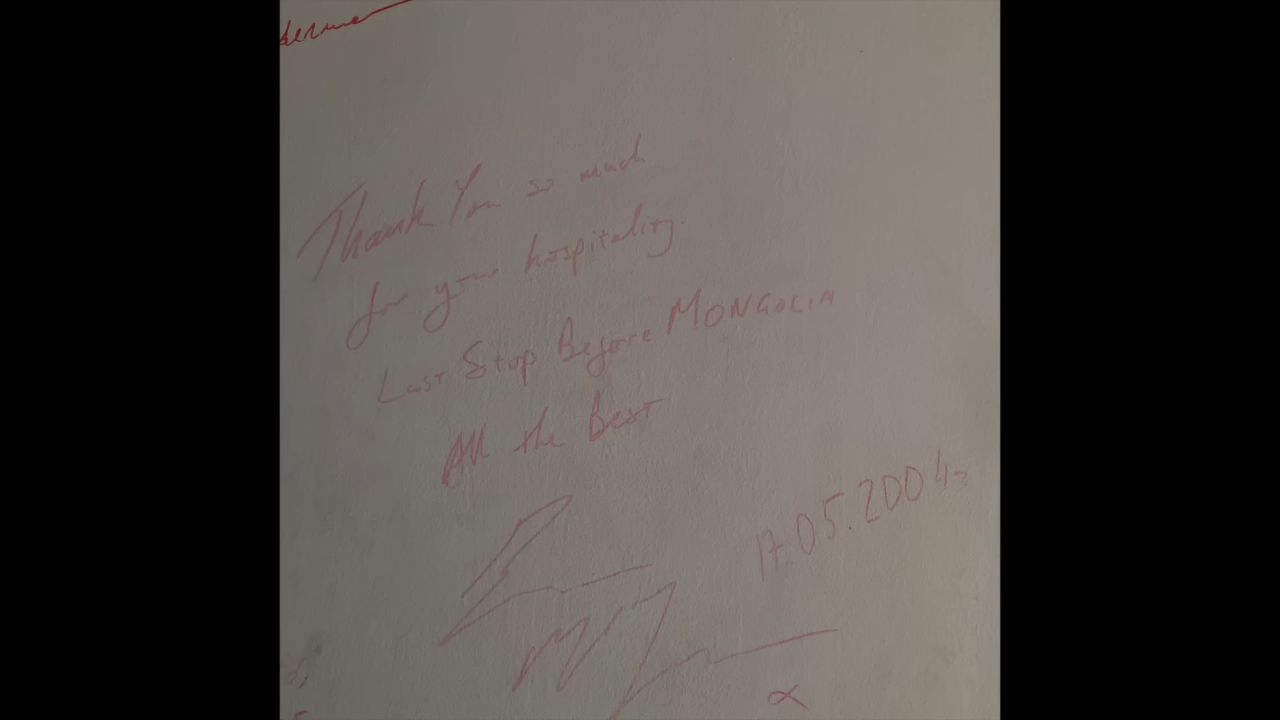 Thank You so much
for your hospitality.
Last Stop Before MONGOLIA
All the Best
17.05.2004